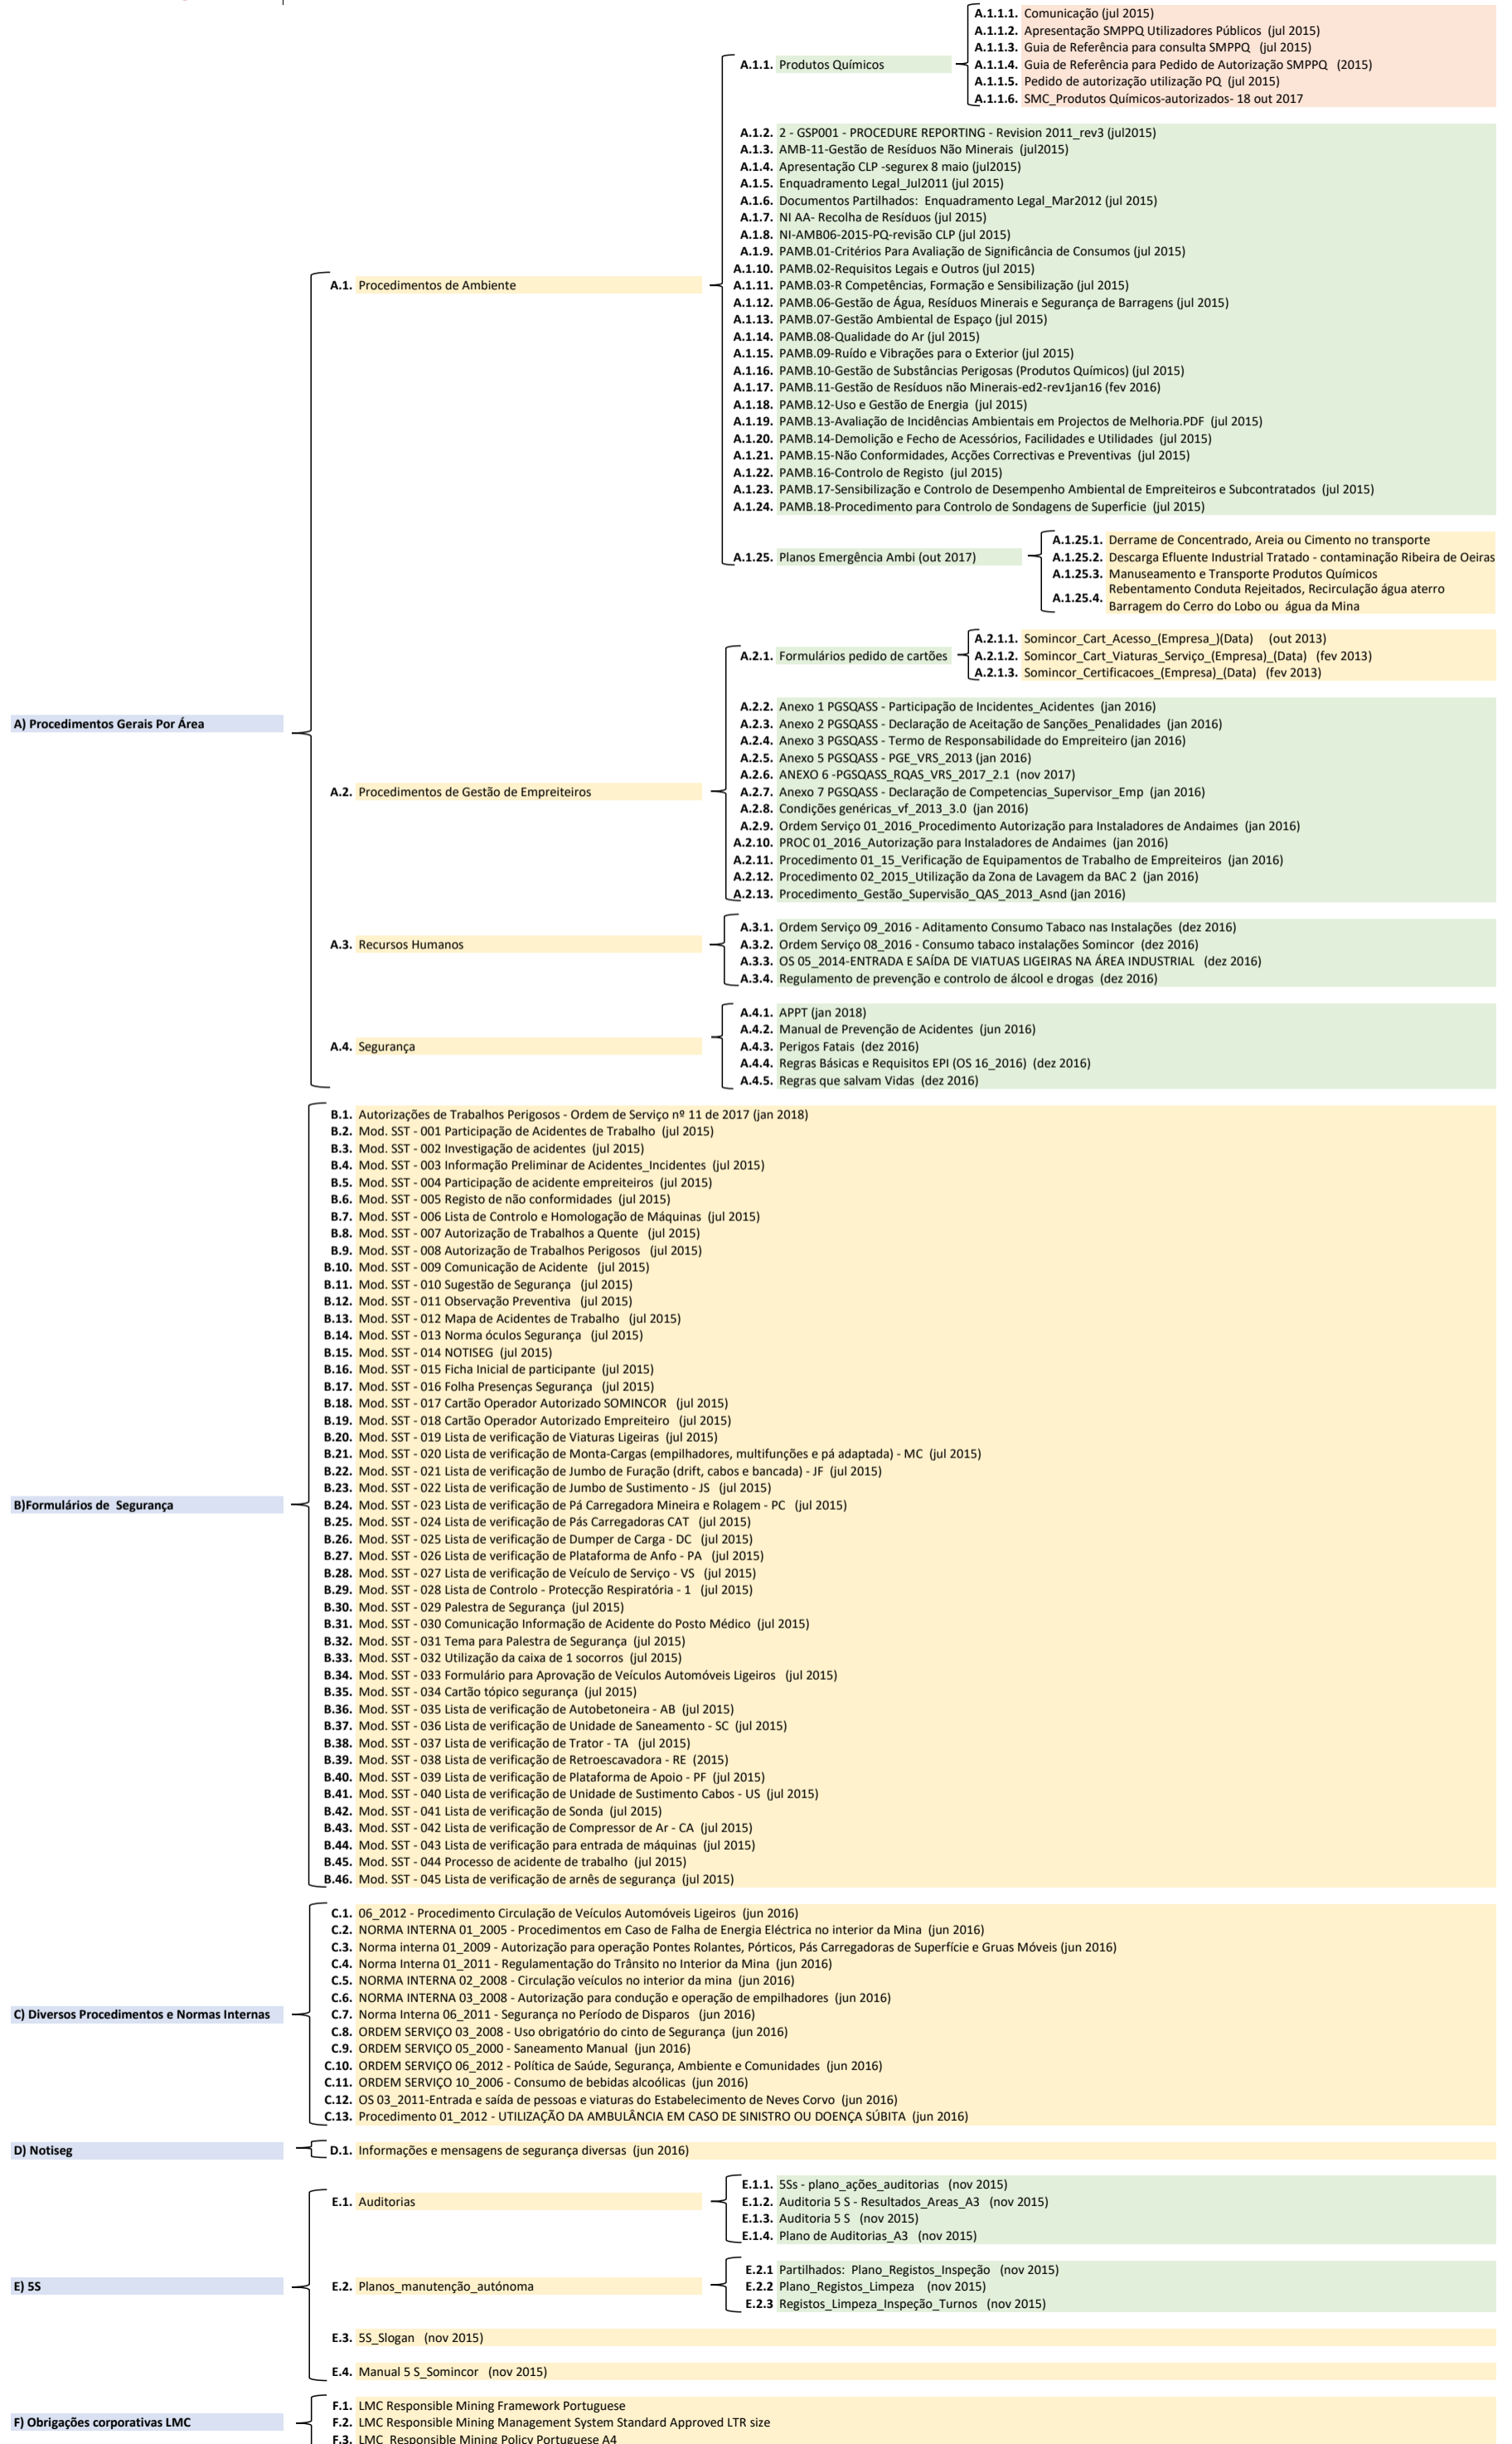 A) Procedimentos Gerais Por Área
A.1. Procedimentos de Ambiente
A.1.1. Produtos Químicos
A.1.1.1. Comunicação (jul 2015)
A.1.1.2. Apresentação SMPPQ Utilizadores Públicos (jul 2015)
A.1.1.3. Guia de Referência para consulta SMPPQ (jul 2015)
A.1.1.4. Guia de Referência para Pedido de Autorização SMPPQ (2015)
A.1.1.5. Pedido de autorização utilização PQ (jul 2015)
A.1.1.6. SMC_Produtos Químicos-autorizados- 18 out 2017
A.1.2. 2 - GSP001 - PROCEDURE REPORTING - Revision 2011_rev3 (jul2015)
A.1.3. AMB-11-Gestão de Resíduos Não Minerais (jul2015)
A.1.4. Apresentação CLP -segurex 8 maio (jul2015)
A.1.5. Enquadramento Legal_Jul2011 (jul 2015)
A.1.6. Documentos Partilhados: Enquadramento Legal_Mar2012 (jul 2015)
A.1.7. NI AA- Recolha de Resíduos (jul 2015)
A.1.8. NI-AMB06-2015-PQ-revisão CLP (jul 2015)
A.1.9. PAMB.01-Critérios Para Avaliação de Significância de Consumos (jul 2015)
A.1.10. PAMB.02-Requisitos Legais e Outros (jul 2015)
A.1.11. PAMB.03-R Competências, Formação e Sensibilização (jul 2015)
A.1.12. PAMB.06-Gestão de Água, Resíduos Minerais e Segurança de Barragens (jul 2015)
A.1.13. PAMB.07-Gestão Ambiental de Espaço (jul 2015)
A.1.14. PAMB.08-Qualidade do Ar (jul 2015)
A.1.15. PAMB.09-Ruído e Vibrações para o Exterior (jul 2015)
A.1.16. PAMB.10-Gestão de Substâncias Perigosas (Produtos Químicos) (jul 2015)
A.1.17. PAMB.11-Gestão de Resíduos não Minerais-ed2-rev1jan16 (fev 2016)
A.1.18. PAMB.12-Uso e Gestão de Energia (jul 2015)
A.1.19. PAMB.13-Avaliação de Incidências Ambientais em Projectos de Melhoria.PDF (jul 2015)
A.1.20. PAMB.14-Demolição e Fecho de Acessórios, Facilidades e Utilidades (jul 2015)
A.1.21. PAMB.15-Não Conformidades, Acções Correctivas e Preventivas (jul 2015)
A.1.22. PAMB.16-Controlo de Registo (jul 2015)
A.1.23. PAMB.17-Sensibilização e Controlo de Desempenho Ambiental de Empreiteiros e Subcontratados (jul 2015)
A.1.24. PAMB.18-Procedimento para Controlo de Sondagens de Superficie (jul 2015)
A.1.25. Planos Emergência Ambi (out 2017)
A.1.25.1. Derrame de Concentrado, Areia ou Cimento no transporte
A.1.25.2. Descarga Efluente Industrial Tratado - contaminação Ribeira de Oeiras
A.1.25.3. Manuseamento e Transporte Produtos Químicos
A.1.25.4. Rebentamento Conduta Rejeitados, Recirculação água aterro
Barragem do Cerro do Lobo ou água da Mina
A.2. Procedimentos de Gestão de Empreiteiros
A.2.1. Formulários pedido de cartões
A.2.1.1. Somincor_Cart_Acesso_(Empresa_)(Data) (out 2013)
A.2.1.2. Somincor_Cart_Viaturas_Serviço_(Empresa)_(Data) (fev 2013)
A.2.1.3. Somincor_Certificacoes_(Empresa)_(Data) (fev 2013)
A.2.2. Anexo 1 PGSQASS - Participação de Incidentes_Acidentes (jan 2016)
A.2.3. Anexo 2 PGSQASS - Declaração de Aceitação de Sanções_Penalidades (jan 2016)
A.2.4. Anexo 3 PGSQASS - Termo de Responsabilidade do Empreiteiro (jan 2016)
A.2.5. Anexo 5 PGSQASS - PGE_VRS_2013 (jan 2016)
A.2.6. ANEXO 6 -PGSQASS_RQAS_VRS_2017_2.1 (nov 2017)
A.2.7. Anexo 7 PGSQASS - Declaração de Competencias_Supervisor_Emp (jan 2016)
A.2.8. Condições genéricas_vf_2013_3.0 (jan 2016)
A.2.9. Ordem Serviço 01_2016_Procedimento Autorização para Instaladores de Andaimes (jan 2016)
A.2.10. PROC 01_2016_Autorização para Instaladores de Andaimes (jan 2016)
A.2.11. Procedimento 01_15_Verificação de Equipamentos de Trabalho de Empreiteiros (jan 2016)
A.2.12. Procedimento 02_2015_Utilização da Zona de Lavagem da BAC 2 (jan 2016)
A.2.13. Procedimento_Gestão_Supervisão_QAS_2013_Asnd (jan 2016)
A.3. Recursos Humanos
A.3.1. Ordem Serviço 09_2016 - Aditamento Consumo Tabaco nas Instalações (dez 2016)
A.3.2. Ordem Serviço 08_2016 - Consumo tabaco instalações Somincor (dez 2016)
A.3.3. OS 05_2014-ENTRADA E SAÍDA DE VIATUAS LIGEIRAS NA ÁREA INDUSTRIAL (dez 2016)
A.3.4. Regulamento de prevenção e controlo de álcool e drogas (dez 2016)
A.4. Segurança
A.4.1. APPT (jan 2018)
A.4.2. Manual de Prevenção de Acidentes (jun 2016)
A.4.3. Perigos Fatais (dez 2016)
A.4.4. Regras Básicas e Requisitos EPI (OS 16_2016) (dez 2016)
A.4.5. Regras que salvam Vidas (dez 2016)
B)Formulários de Segurança
B.1. Autorizações de Trabalhos Perigosos - Ordem de Serviço nº 11 de 2017 (jan 2018)
B.2. Mod. SST - 001 Participação de Acidentes de Trabalho (jul 2015)
B.3. Mod. SST - 002 Investigação de acidentes (jul 2015)
B.4. Mod. SST - 003 Informação Preliminar de Acidentes_Incidentes (jul 2015)
B.5. Mod. SST - 004 Participação de acidente empreiteiros (jul 2015)
B.6. Mod. SST - 005 Registo de não conformidades (jul 2015)
B.7. Mod. SST - 006 Lista de Controlo e Homologação de Máquinas (jul 2015)
B.8. Mod. SST - 007 Autorização de Trabalhos a Quente (jul 2015)
B.9. Mod. SST - 008 Autorização de Trabalhos Perigosos (jul 2015)
B.10. Mod. SST - 009 Comunicação de Acidente (jul 2015)
B.11. Mod. SST - 010 Sugestão de Segurança (jul 2015)
B.12. Mod. SST - 011 Observação Preventiva (jul 2015)
B.13. Mod. SST - 012 Mapa de Acidentes de Trabalho (jul 2015)
B.14. Mod. SST - 013 Norma óculos Segurança (jul 2015)
B.15. Mod. SST - 014 NOTISEG (jul 2015)
B.16. Mod. SST - 015 Ficha Inicial de participante (jul 2015)
B.17. Mod. SST - 016 Folha Presenças Segurança (jul 2015)
B.18. Mod. SST - 017 Cartão Operador Autorizado SOMINCOR (jul 2015)
B.19. Mod. SST - 018 Cartão Operador Autorizado Empreiteiro (jul 2015)
B.20. Mod. SST - 019 Lista de verificação de Viaturas Ligeiras (jul 2015)
B.21. Mod. SST - 020 Lista de verificação de Monta-Cargas (empilhadores, multifunções e pá adaptada) - MC (jul 2015)
B.22. Mod. SST - 021 Lista de verificação de Jumbo de Furação (drift, cabos e bancada) - JF (jul 2015)
B.23. Mod. SST - 022 Lista de verificação de Jumbo de Sustimento - JS (jul 2015)
B.24. Mod. SST - 023 Lista de verificação de Pá Carregadora Mineira e Rolagem - PC (jul 2015)
B.25. Mod. SST - 024 Lista de verificação de Pás Carregadoras CAT (jul 2015)
B.26. Mod. SST - 025 Lista de verificação de Dumper de Carga - DC (jul 2015)
B.27. Mod. SST - 026 Lista de verificação de Plataforma de Anfo - PA (jul 2015)
B.28. Mod. SST - 027 Lista de verificação de Veículo de Serviço - VS (jul 2015)
B.29. Mod. SST - 028 Lista de Controlo - Protecção Respiratória - 1 (jul 2015)
B.30. Mod. SST - 029 Palestra de Segurança (jul 2015)
B.31. Mod. SST - 030 Comunicação Informação de Acidente do Posto Médico (jul 2015)
B.32. Mod. SST - 031 Tema para Palestra de Segurança (jul 2015)
B.33. Mod. SST - 032 Utilização da caixa de 1 socorros (jul 2015)
B.34. Mod. SST - 033 Formulário para Aprovação de Veículos Automóveis Ligeiros (jul 2015)
B.35. Mod. SST - 034 Cartão tópico segurança (jul 2015)
B.36. Mod. SST - 035 Lista de verificação de Autobetoneira - AB (jul 2015)
B.37. Mod. SST - 036 Lista de verificação de Unidade de Saneamento - SC (jul 2015)
B.38. Mod. SST - 037 Lista de verificação de Trator - TA (jul 2015)
B.39. Mod. SST - 038 Lista de verificação de Retroescavadora - RE (2015)
B.40. Mod. SST - 039 Lista de verificação de Plataforma de Apoio - PF (jul 2015)
B.41. Mod. SST - 040 Lista de verificação de Unidade de Sustimento Cabos - US (jul 2015)
B.42. Mod. SST - 041 Lista de verificação de Sonda (jul 2015)
B.43. Mod. SST - 042 Lista de verificação de Compressor de Ar - CA (jul 2015)
B.44. Mod. SST - 043 Lista de verificação para entrada de máquinas (jul 2015)
B.45. Mod. SST - 044 Processo de acidente de trabalho (jul 2015)
B.46. Mod. SST - 045 Lista de verificação de arnês de segurança (jul 2015)
C) Diversos Procedimentos e Normas Internas
C.1. 06_2012 - Procedimento Circulação de Veículos Automóveis Ligeiros (jun 2016)
C.2. NORMA INTERNA 01_2005 - Procedimentos em Caso de Falha de Energia Eléctrica no interior da Mina (jun 2016)
C.3. Norma interna 01_2009 - Autorização para operação Pontes Rolantes, Pórticos, Pás Carregadoras de Superfície e Gruas Móveis (jun 2016)
C.4. Norma Interna 01_2011 - Regulamentação do Trânsito no Interior da Mina (jun 2016)
C.5. NORMA INTERNA 02_2008 - Circulação veículos no interior da mina (jun 2016)
C.6. NORMA INTERNA 03_2008 - Autorização para condução e operação de empilhadores (jun 2016)
C.7. Norma Interna 06_2011 - Segurança no Período de Disparos (jun 2016)
C.8. ORDEM SERVIÇO 03_2008 - Uso obrigatório do cinto de Segurança (jun 2016)
C.9. ORDEM SERVIÇO 05_2000 - Saneamento Manual (jun 2016)
C.10. ORDEM SERVIÇO 06_2012 - Política de Saúde, Segurança, Ambiente e Comunidades (jun 2016)
C.11. ORDEM SERVIÇO 10_2006 - Consumo de bebidas alcoólicas (jun 2016)
C.12. OS 03_2011-Entrada e saída de pessoas e viaturas do Estabelecimento de Neves Corvo (jun 2016)
C.13. Procedimento 01_2012 - UTILIZAÇÃO DA AMBULÂNCIA EM CASO DE SINISTRO OU DOENÇA SÚBITA (jun 2016)
D) Notiseg
D.1. Informações e mensagens de segurança diversas (jun 2016)
E) 5S
E.1. Auditorias
E.1.1. 5Ss - plano_ações_auditorias (nov 2015)
E.1.2. Auditoria 5 S - Resultados_Areas_A3 (nov 2015)
E.1.3. Auditoria 5 S (nov 2015)
E.1.4. Plano de Auditorias_A3 (nov 2015)
E.2. Planos_manutenção_autónoma
E.2.1 Partilhados: Plano_Registos_Inspeção (nov 2015)
E.2.2 Plano_Registos_Limpeza (nov 2015)
E.2.3 Registos_Limpeza_Inspeção_Turnos (nov 2015)
E.3. 5S_Slogan (nov 2015)
E.4. Manual 5 S_Somincor (nov 2015)
F) Obrigações corporativas LMC
F.1. LMC Responsible Mining Framework Portuguese
F.2. LMC Responsible Mining Management System Standard Approved LTR size
F.3. LMC Responsible Mining Policy Portuguese A4